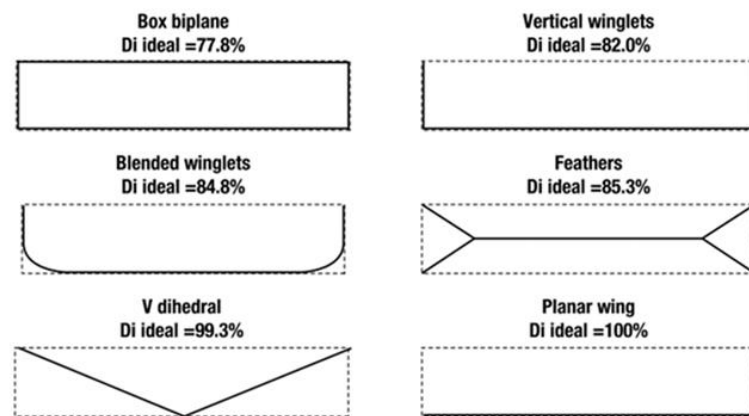 Box biplane
Di ideal =77.8%
Vertical winglets
Di ideal =82.0%
Blended winglets
Di ideal =84.8%
Feathers
Di ideal =85.3%
V dihedral
Di ideal =99.3%
Planar wing
Di ideal =100%